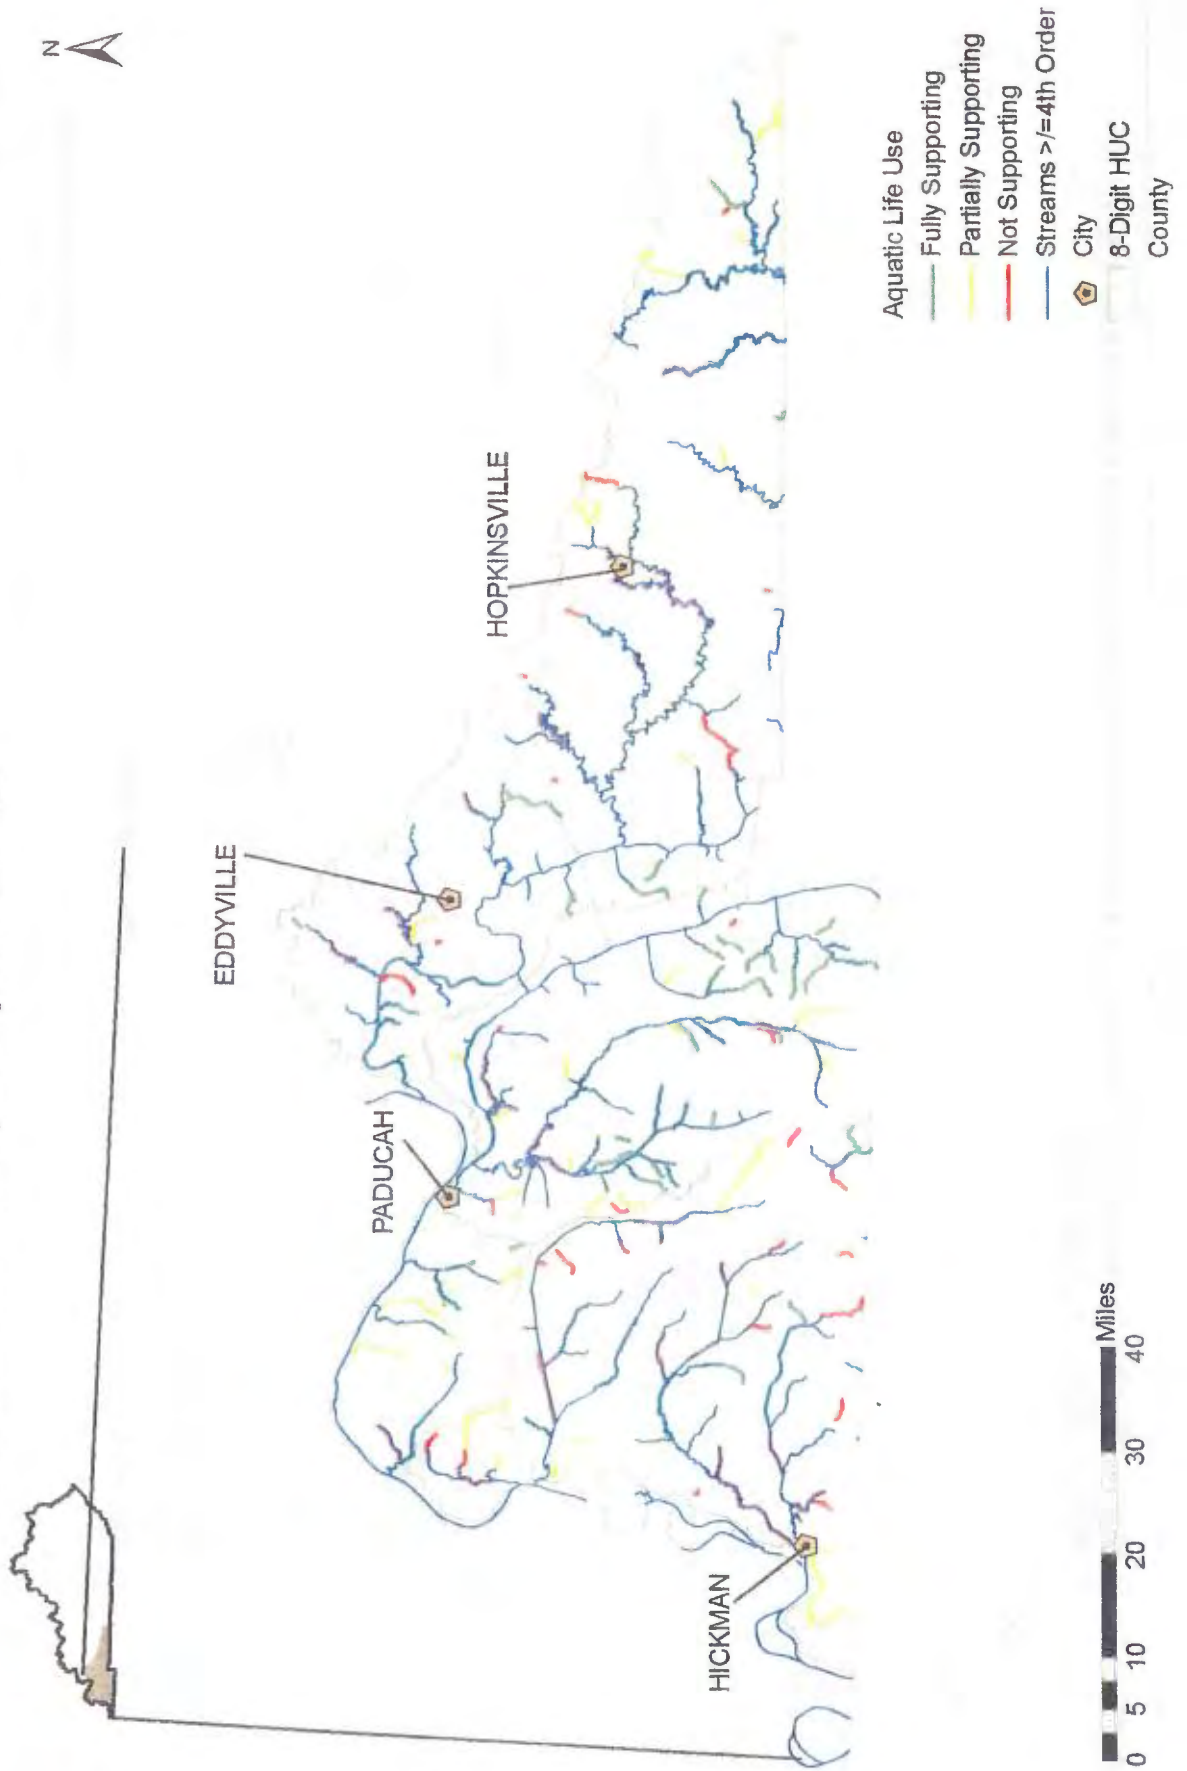 N
EDDYVILLE
HOPKINSVILLE
PADUCAH
HICKMAN
Aquatic Life Use
Fully Supporting
Partially Supporting
Not Supporting
Streams >/=4th Order
City
8-Digit HUC
County
0 5 10 20 30 40
Miles